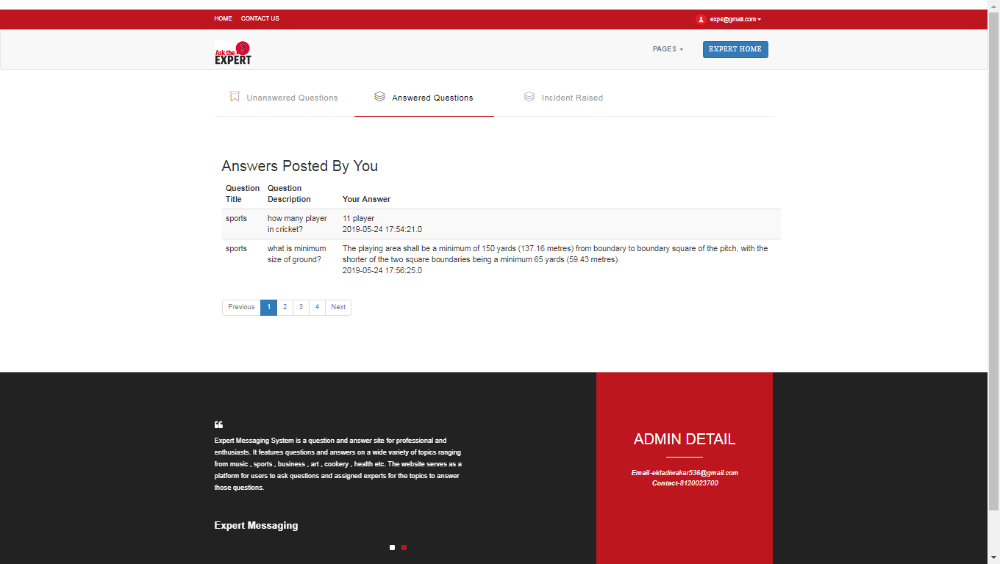 HOME CONTACT US exp4@gmail.com
Ask the ?
EXPERT
PAGES EXPERT HOME
Unanswered Questions Answered Questions Incident Raised
Answers Posted By You
Question Title Question Description Your Answer
sports how many player in cricket? 11 player
2019-05-24 17:54:21.0
sports what is minimum size of ground? The playing area shall be a minimum of 150 yards (137.16 metres) from boundary to boundary square of the pitch, with the
shorter of the two square boundaries being a minimum 65 yards (59.43 metres).
2019-05-24 17:56:25.0
Previous 1 2 3 4 Next
❝
Expert Messaging System is a question and answer site for professional and
enthusiasts. It features questions and answers on a wide variety of topics ranging
from music , sports , business , art , cookery , health etc. The website serves as a
platform for users to ask questions and assigned experts for the topics to answer
those questions.
Expert Messaging
ADMIN DETAIL
Email-ektadiwakar536@gmail.com
Contact-8120023700